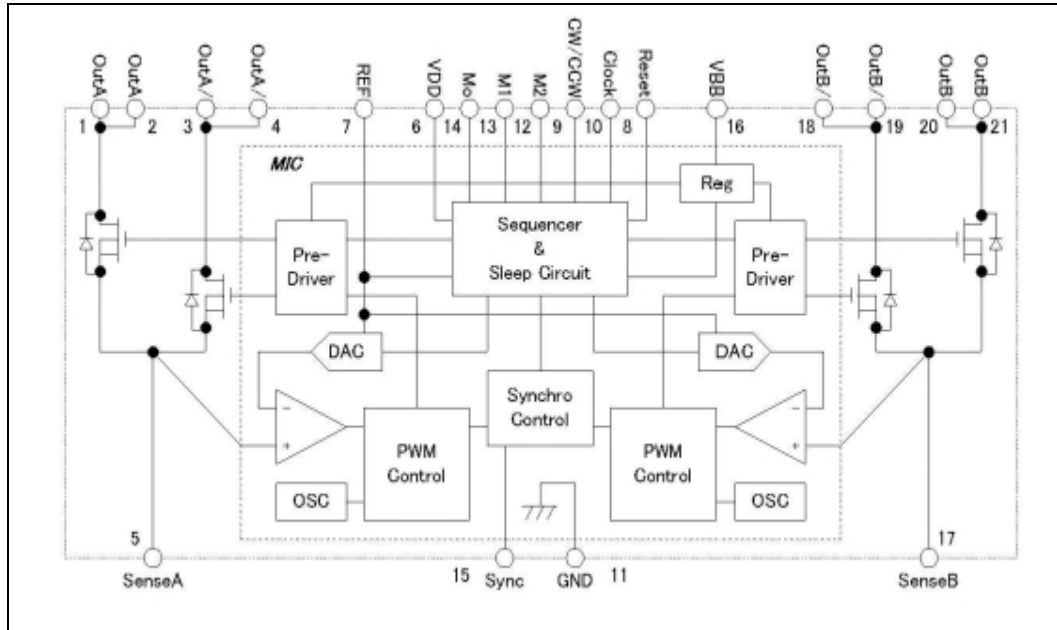 OutA
OutA
OutA/
OutA/
REF
VDD
Mo
M1
M2
CW/CCW
Clock
Reset
VBB
OutB/
OutB/
OutB
OutB
1
2
3
4
7
6
14
13
12
9
10
8
16
18
19
20
21
MIC
Reg
Sequencer
&
Sleep Circuit
Pre-
Driver
Pre-
Driver
DAC
DAC
Synchro
Control
−
+
−
+
PWM
Control
PWM
Control
OSC
OSC
5
17
SenseA
15
Sync
GND
11
SenseB